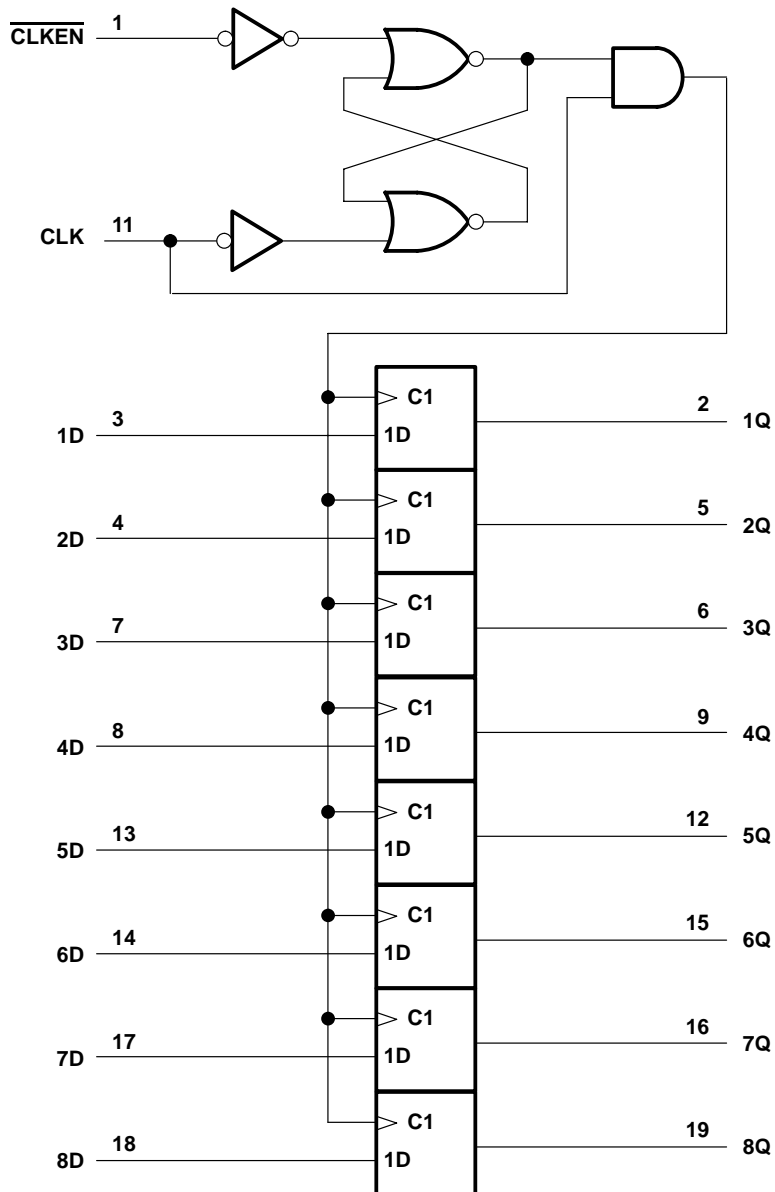 CLKEN 1
CLK 11
C1
1D 3 1D 2 1Q
C1
2D 4 1D 5 2Q
C1
3D 7 1D 6 3Q
C1
4D 8 1D 9 4Q
C1
5D 13 1D 12 5Q
C1
6D 14 1D 15 6Q
C1
7D 17 1D 16 7Q
C1
8D 18 1D 19 8Q